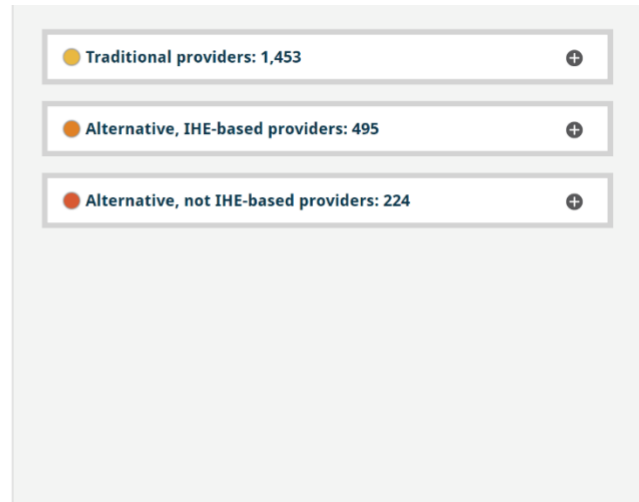 Traditional providers: 1,453
Alternative, IHE-based providers: 495
Alternative, not IHE-based providers: 224